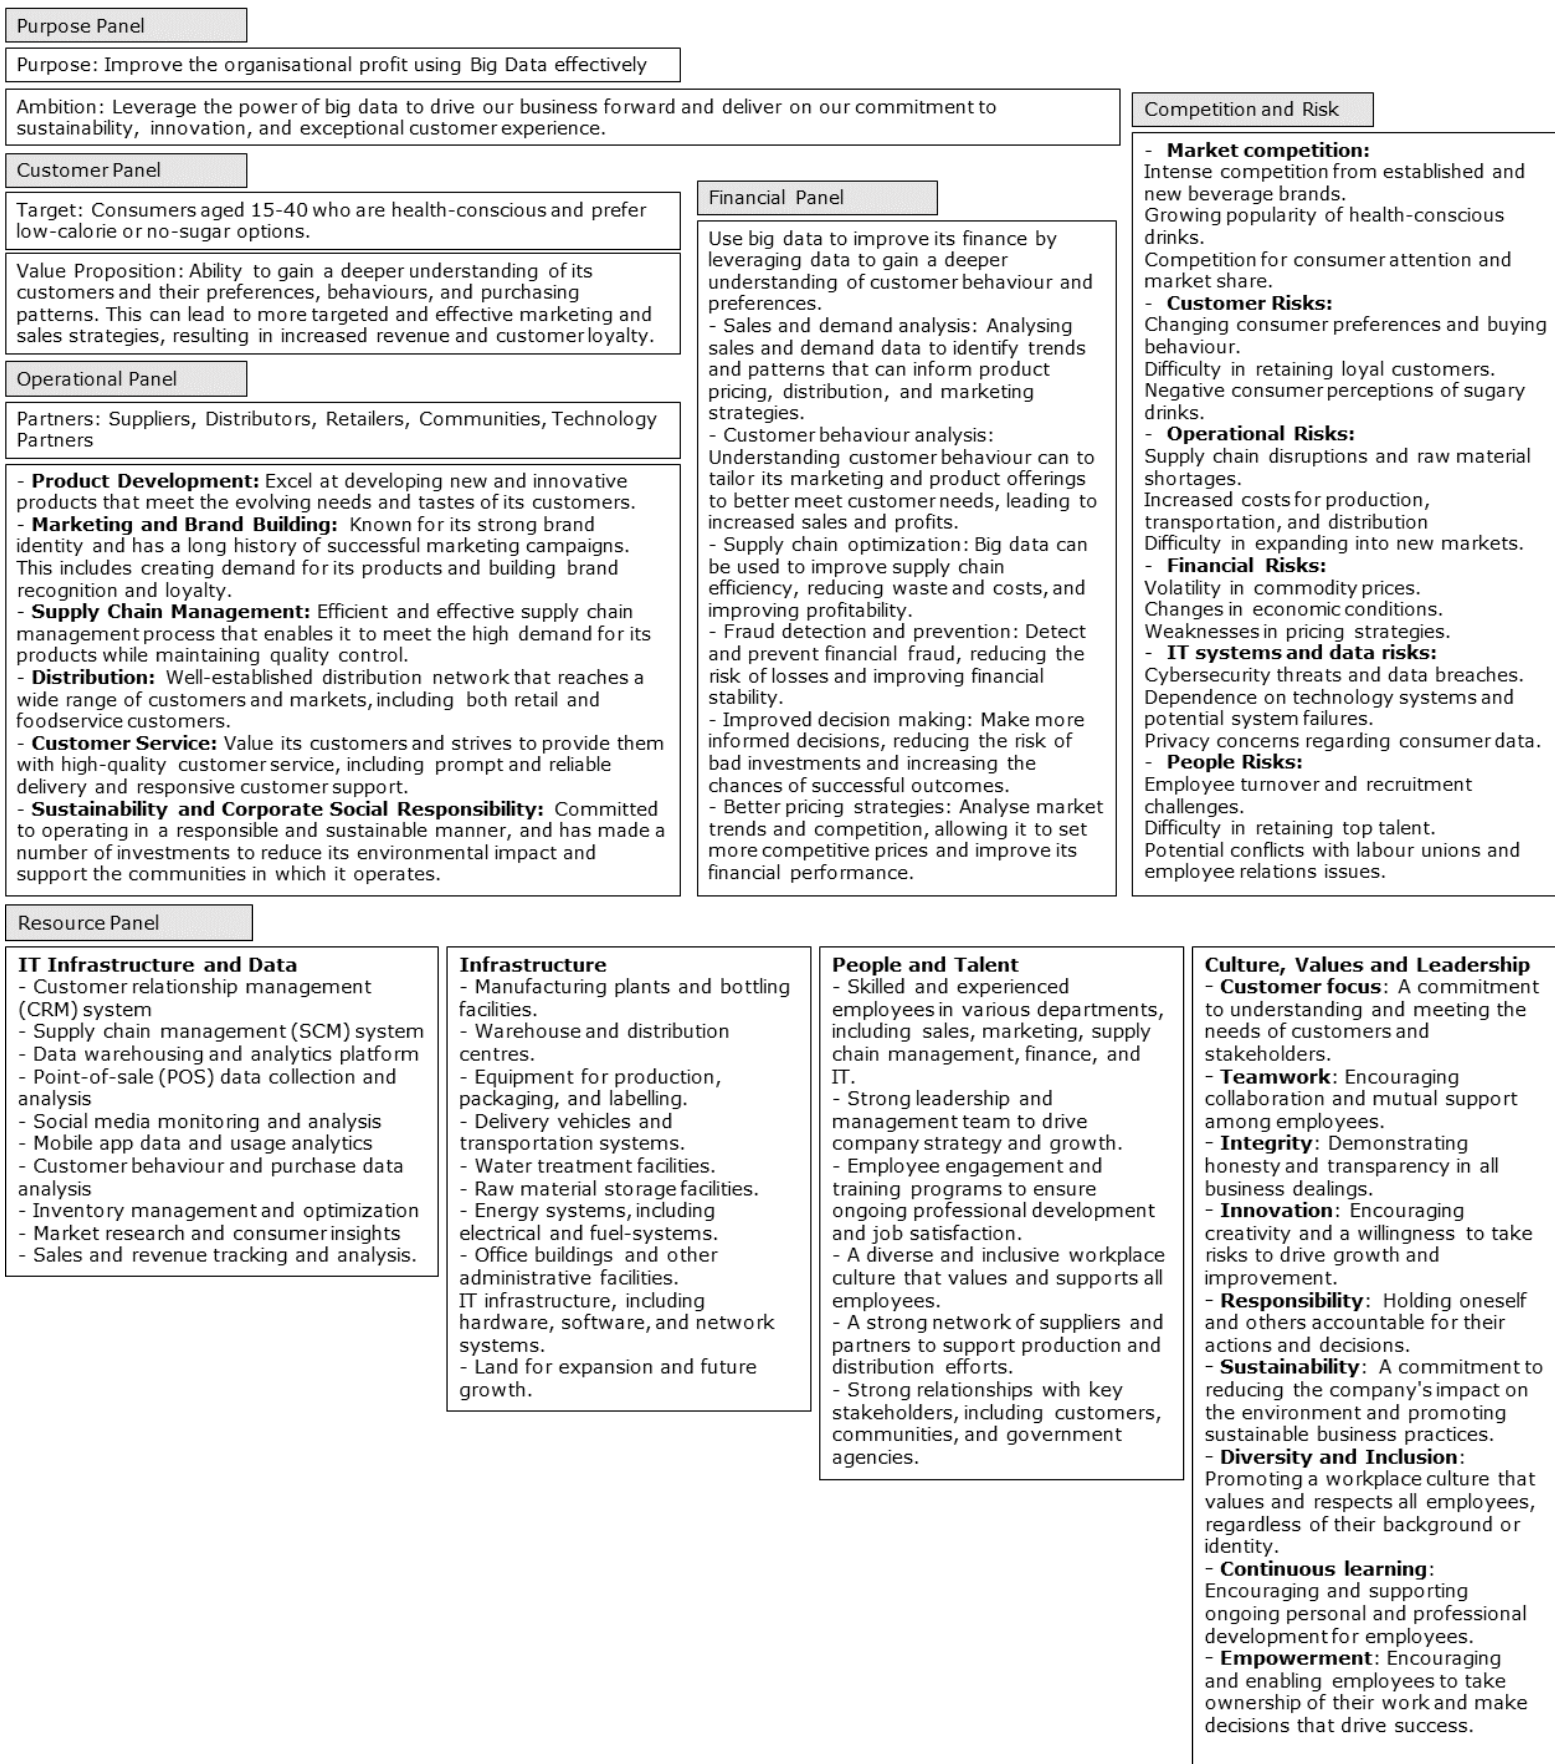 Purpose Panel
Purpose: Improve the organisational profit using Big Data effectively
Ambition: Leverage the power of big data to drive our business forward and deliver on our commitment to
sustainability, innovation, and exceptional customer experience.
Customer Panel
Target: Consumers aged 15-40 who are health-conscious and prefer
low-calorie or no-sugar options.
Value Proposition: Ability to gain a deeper understanding of its
customers and their preferences, behaviours, and purchasing
patterns. This can lead to more targeted and effective marketing and
sales strategies, resulting in increased revenue and customer loyalty.
Operational Panel
Partners: Suppliers, Distributors, Retailers, Communities, Technology
Partners
- Product Development: Excel at developing new and innovative
products that meet the evolving needs and tastes of its customers.
- Marketing and Brand Building: Known for its strong brand
identity and has a long history of successful marketing campaigns.
This includes creating demand for its products and building brand
recognition and loyalty.
- Supply Chain Management: Efficient and effective supply chain
management process that enables it to meet the high demand for its
products while maintaining quality control.
- Distribution: Well-established distribution network that reaches a
wide range of customers and markets, including both retail and
foodservice customers.
- Customer Service: Value its customers and strives to provide them
with high-quality customer service, including prompt and reliable
delivery and responsive customer support.
- Sustainability and Corporate Social Responsibility: Committed
to operating in a responsible and sustainable manner, and has made a
number of investments to reduce its environmental impact and
support the communities in which it operates.
Financial Panel
Use big data to improve its finance by
leveraging data to gain a deeper
understanding of customer behaviour and
preferences.
- Sales and demand analysis: Analysing
sales and demand data to identify trends
and patterns that can inform product
pricing, distribution, and marketing
strategies.
- Customer behaviour analysis:
Understanding customer behaviour can to
tailor its marketing and product offerings
to better meet customer needs, leading to
increased sales and profits.
- Supply chain optimization: Big data can
be used to improve supply chain
efficiency, reducing waste and costs, and
improving profitability.
- Fraud detection and prevention: Detect
and prevent financial fraud, reducing the
risk of losses and improving financial
stability.
- Improved decision making: Make more
informed decisions, reducing the risk of
bad investments and increasing the
chances of successful outcomes.
- Better pricing strategies: Analyse market
trends and competition, allowing it to set
more competitive prices and improve its
financial performance.
Competition and Risk
- Market competition:
Intense competition from established and
new beverage brands.
Growing popularity of health-conscious
drinks.
Competition for consumer attention and
market share.
- Customer Risks:
Changing consumer preferences and buying
behaviour.
Difficulty in retaining loyal customers.
Negative consumer perceptions of sugary
drinks.
- Operational Risks:
Supply chain disruptions and raw material
shortages.
Increased costs for production,
transportation, and distribution
Difficulty in expanding into new markets.
- Financial Risks:
Volatility in commodity prices.
Changes in economic conditions.
Weaknesses in pricing strategies.
- IT systems and data risks:
Cybersecurity threats and data breaches.
Dependence on technology systems and
potential system failures.
Privacy concerns regarding consumer data.
- People Risks:
Employee turnover and recruitment
challenges.
Difficulty in retaining top talent.
Potential conflicts with labour unions and
employee relations issues.
Resource Panel
IT Infrastructure and Data
- Customer relationship management
(CRM) system
- Supply chain management (SCM) system
- Data warehousing and analytics platform
- Point-of-sale (POS) data collection and
analysis
- Social media monitoring and analysis
- Mobile app data and usage analytics
- Customer behaviour and purchase data
analysis
- Inventory management and optimization
- Market research and consumer insights
- Sales and revenue tracking and analysis.
Infrastructure
- Manufacturing plants and bottling
facilities.
- Warehouse and distribution
centres.
- Equipment for production,
packaging, and labelling.
- Delivery vehicles and
transportation systems.
- Water treatment facilities.
- Raw material storage facilities.
- Energy systems, including
electrical and fuel-systems.
- Office buildings and other
administrative facilities.
IT infrastructure, including
hardware, software, and network
systems.
- Land for expansion and future
growth.
People and Talent
- Skilled and experienced
employees in various departments,
including sales, marketing, supply
chain management, finance, and
IT.
- Strong leadership and
management team to drive
company strategy and growth.
- Employee engagement and
training programs to ensure
ongoing professional development
and job satisfaction.
- A diverse and inclusive workplace
culture that values and supports all
employees.
- A strong network of suppliers and
partners to support production and
distribution efforts.
- Strong relationships with key
stakeholders, including customers,
communities, and government
agencies.
Culture, Values and Leadership
- Customer focus: A commitment
to understanding and meeting the
needs of customers and
stakeholders.
- Teamwork: Encouraging
collaboration and mutual support
among employees.
- Integrity: Demonstrating
honesty and transparency in all
business dealings.
- Innovation: Encouraging
creativity and a willingness to take
risks to drive growth and
improvement.
- Responsibility: Holding oneself
and others accountable for their
actions and decisions.
- Sustainability: A commitment to
reducing the company's impact on
the environment and promoting
sustainable business practices.
- Diversity and Inclusion:
Promoting a workplace culture that
values and respects all employees,
regardless of their background or
identity.
- Continuous learning:
Encouraging and supporting
ongoing personal and professional
development for employees.
- Empowerment: Encouraging
and enabling employees to take
ownership of their work and make
decisions that drive success.